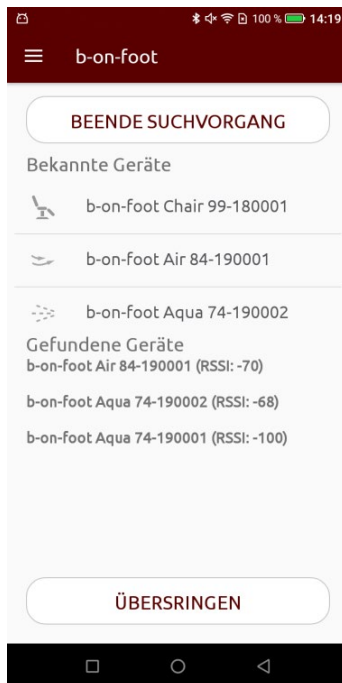 100 % 14:19
b-on-foot
BEENDE SUCHVORGANG
Bekannte Geräte
b-on-foot Chair 99-180001
b-on-foot Air 84-190001
b-on-foot Aqua 74-190002
Gefundene Geräte
b-on-foot Air 84-190001 (RSSI: -70)
b-on-foot Aqua 74-190002 (RSSI: -68)
b-on-foot Aqua 74-190001 (RSSI: -100)
ÜBERSRINGEN